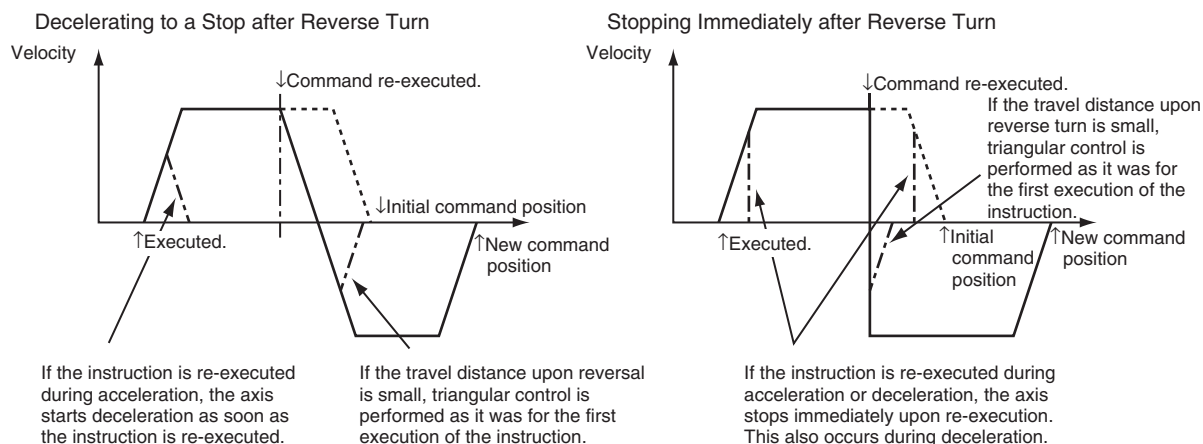 Decelerating to a Stop after Reverse Turn
Velocity
↓Command re-executed.
↓Initial command position
↑Executed.
↑New command
position
If the instruction is re-executed
during acceleration, the axis
starts deceleration as soon as
the instruction is re-executed.
If the travel distance upon reversal
is small, triangular control is
performed as it was for the first
execution of the instruction.
Stopping Immediately after Reverse Turn
Velocity
↓Command re-executed.
If the travel distance upon
reverse turn is small,
triangular control is
performed as it was for
the first execution of the
instruction.
↑Executed.
↑Initial
command
position
↑New command
position
If the instruction is re-executed during
acceleration or deceleration, the axis
stops immediately upon re-execution.
This also occurs during deceleration.